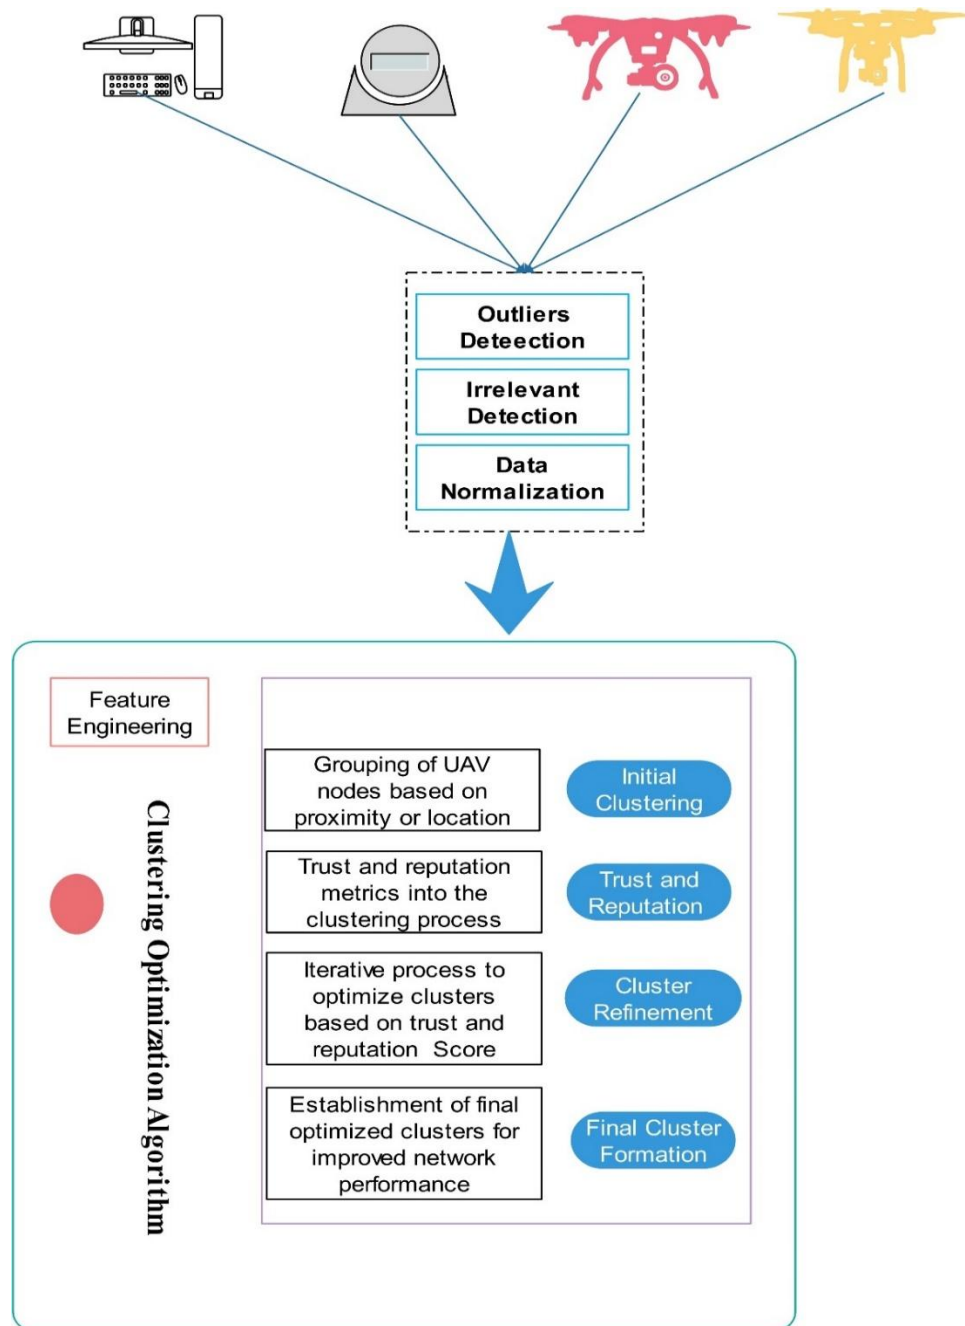 Outliers
Deteection
Irrelevant
Detection
Data
Normalization
Feature
Engineering
Clustering Optimization Algorithm
Grouping of UAV
nodes based on
proximity or location
Initial
Clustering
Trust and reputation
metrics into the
clustering process
Trust and
Reputation
Iterative process to
optimize clusters
based on trust and
reputation Score
Cluster
Refinement
Establishment of final
optimized clusters for
improved network
performance
Final Cluster
Formation